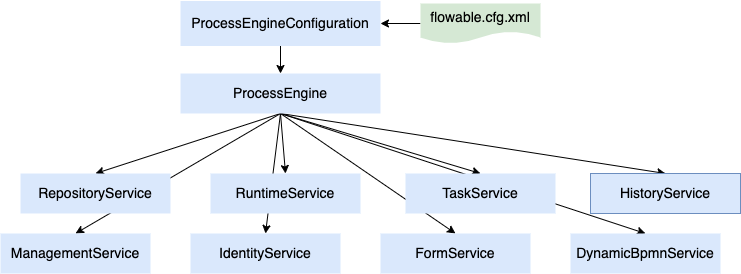 ProcessEngineConfiguration
flowable.cfg.xml
ProcessEngine
RepositoryService
RuntimeService
TaskService
HistoryService
ManagementService
IdentityService
FormService
DynamicBpmnService